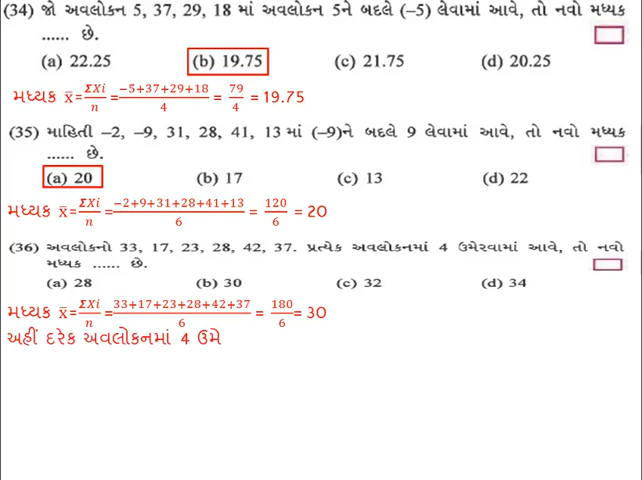 (34) જો અવલોકન 5, 37, 29, 18 માં અવલોકન 5ને બદલે (−5) લેવામાં આવે, તો નવો મધ્યક
...... છે.
(a) 22.25 (b) 19.75 (c) 21.75 (d) 20.25
મધ્યક x̅=ΣXi/n=−5+37+29+18/4 = 79/4 = 19.75
(35) માહિતી −2, −9, 31, 28, 41, 13માં (−9)ને બદલે 9 લેવામાં આવે, તો નવો મધ્યક
...... છે.
(a) 20 (b) 17 (c) 13 (d) 22
મધ્યક x̅=ΣXi/n=−2+9+31+28+41+13/6 = 120/6 = 20
(36) અવલોકનો 33, 17, 23, 28, 42, 37. પ્રત્યેક અવલોકનમાં 4 ઉમેરવામાં આવે, તો નવો
મધ્યક ...... છે.
(a) 28 (b) 30 (c) 32 (d) 34
મધ્યક x̅=ΣXi/n=33+17+23+28+42+37/6 = 180/6 = 30
અહીં દરેક અવલોકનમાં 4 ઉમે